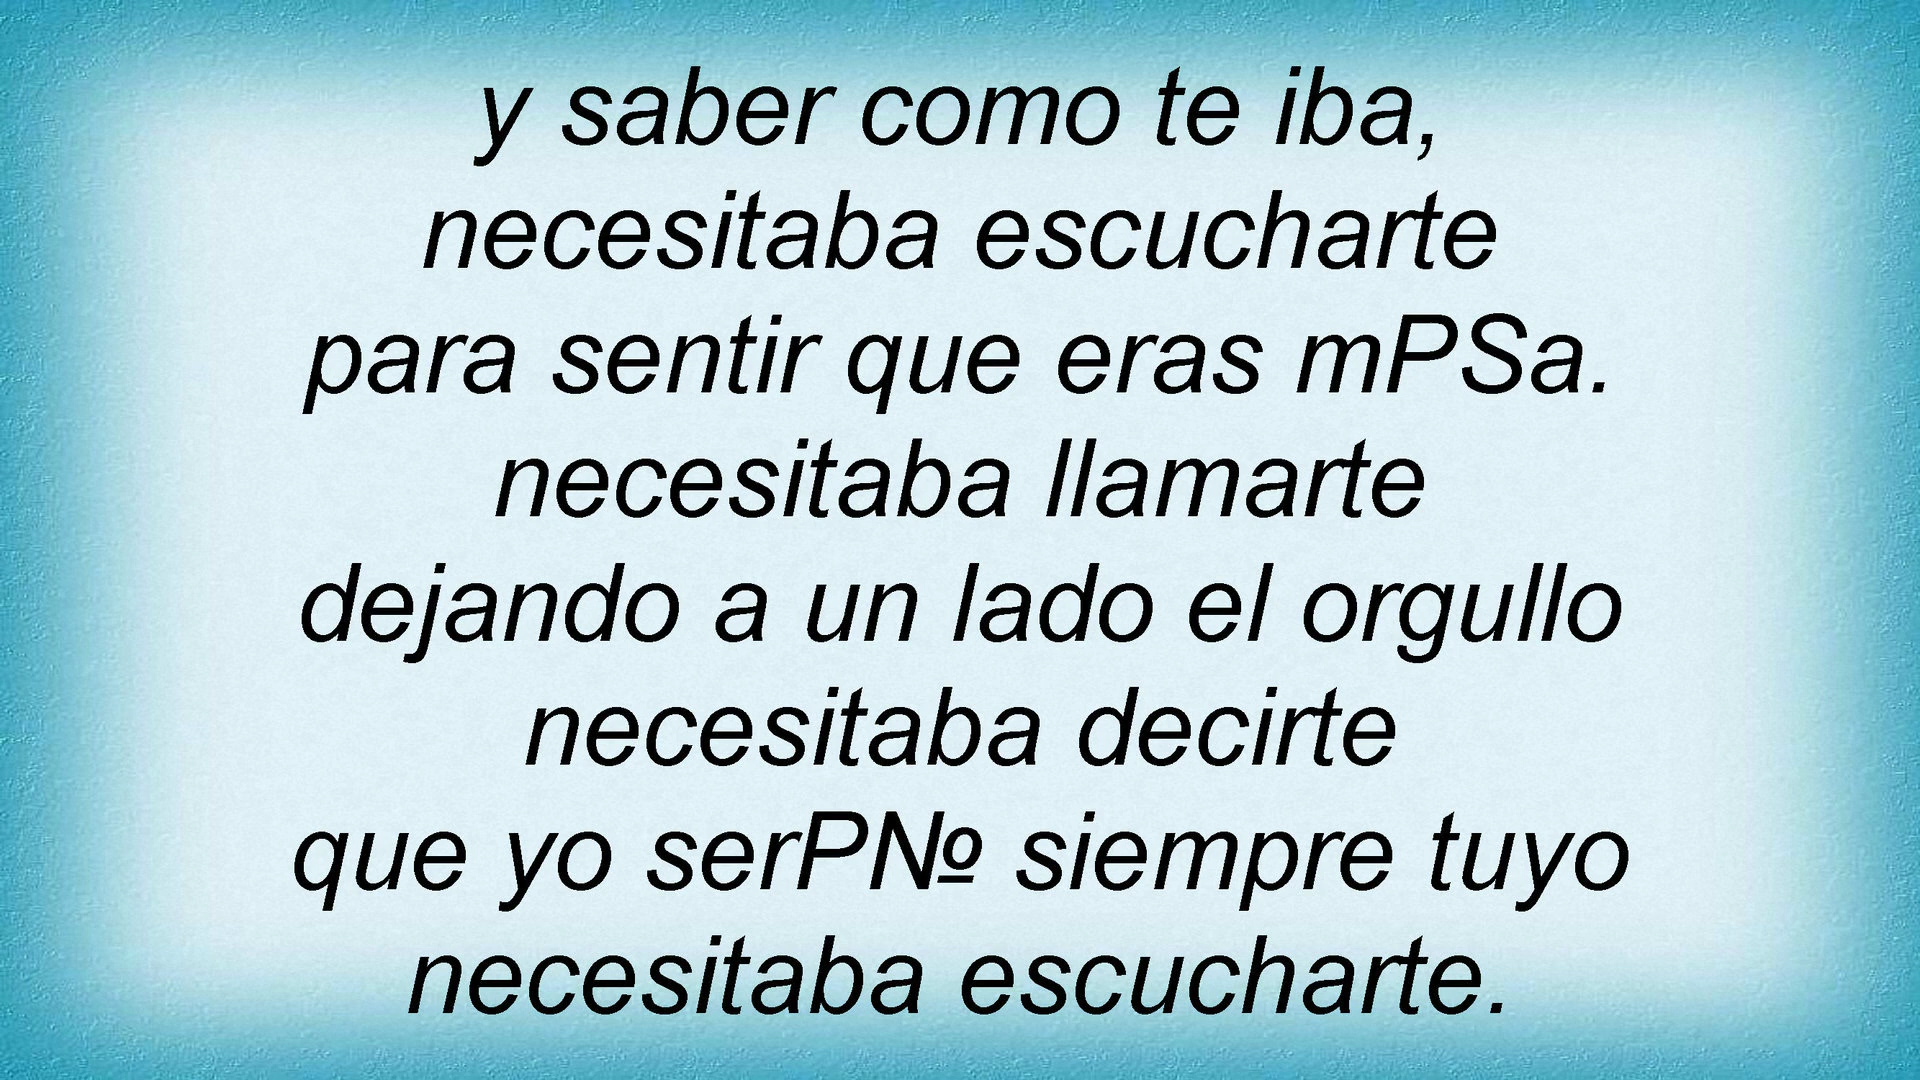 y saber como te iba,
necesitaba escucharte
para sentir que eras mPSa.
necesitaba llamarte
dejando a un lado el orgullo
necesitaba decirte
que yo serP№ siempre tuyo
necesitaba escucharte.